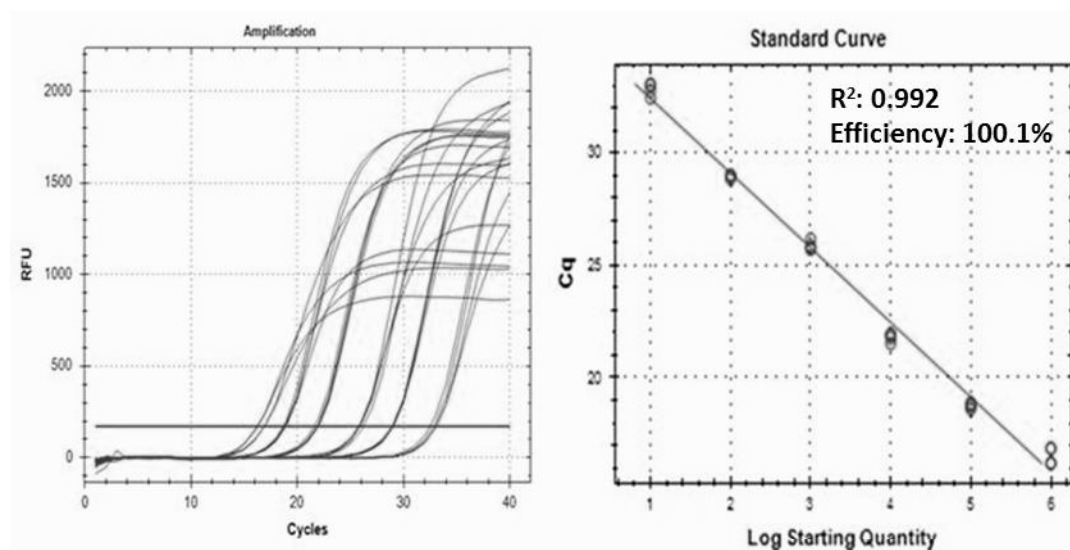 Amplification
2000
1500
1000
500
0
RFU
0 10 20 30 40
Cycles
Standard Curve
R²: 0.992
Efficiency: 100.1%
30
25
20
Cq
1 2 3 4 5 6
Log Starting Quantity